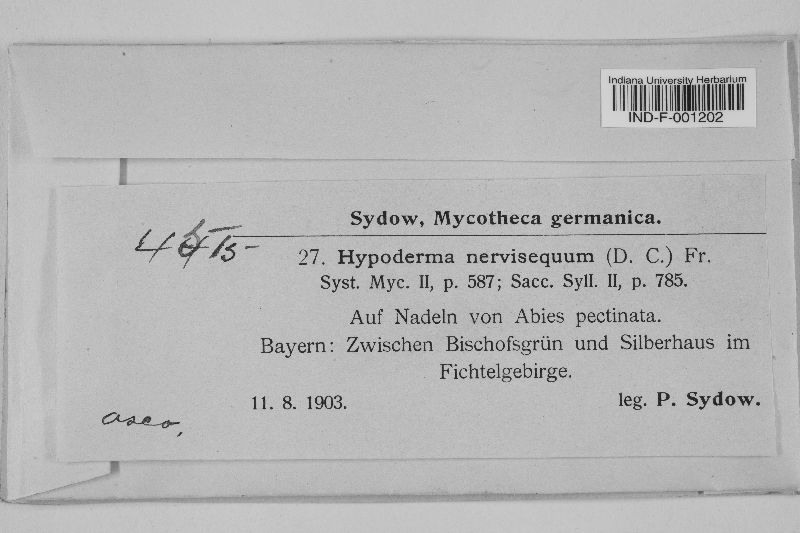 Indiana University Herbarium
IND-F-001202
Sydow, Mycotheca germanica.
27. Hypoderma nervisequum (D. C.) Fr.
Syst. Myc. II, p. 587; Sacc. Syll. II, p. 785.
Auf Nadeln von Abies pectinata.
Bayern: Zwischen Bischofsgrün und Silberhaus im
Fichtelgebirge.
11. 8. 1903. leg. P. Sydow.
asco,